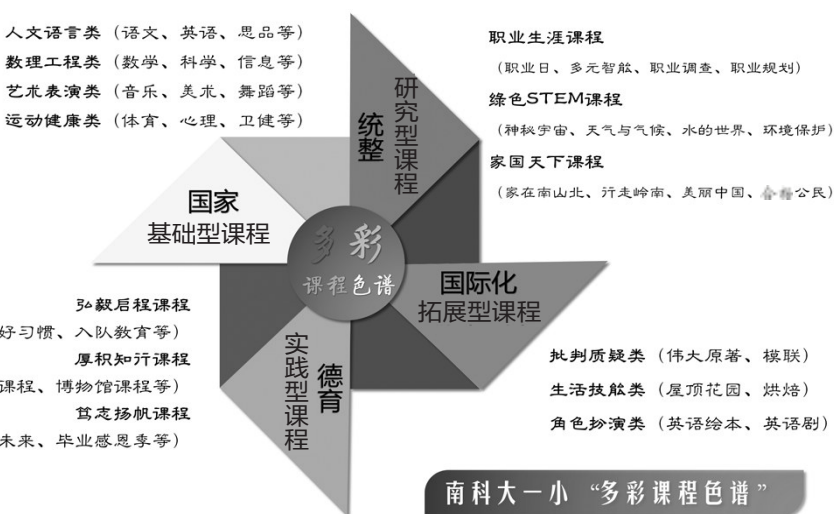 人文语言类（语文、英语、思品等）
数理工程类（数学、科学、信息等）
艺术表演类（音乐、美术、舞蹈等）
运动健康类（体育、心理、卫健等）
职业生涯课程
（职业日、多元智能、职业调查、职业规划）
绿色STEM课程
（神秘宇宙、天气与气候、水的世界、环境保护）
家国天下课程
（家在南山北、行走岭南、美丽中国、公民）
统整
研究型课程
国家
基础型课程
多彩
课程色谱
国际化
拓展型课程
实践型课程
德育
弘毅启程课程
好习惯、入队教育等）
厚积知行课程
课程、博物馆课程等）
笃志扬帆课程
未来、毕业感恩季等）
批判质疑类（伟大原著、模联）
生活技能类（屋顶花园、烘焙）
角色扮演类（英语绘本、英语剧）
南科大一小“多彩课程色谱”